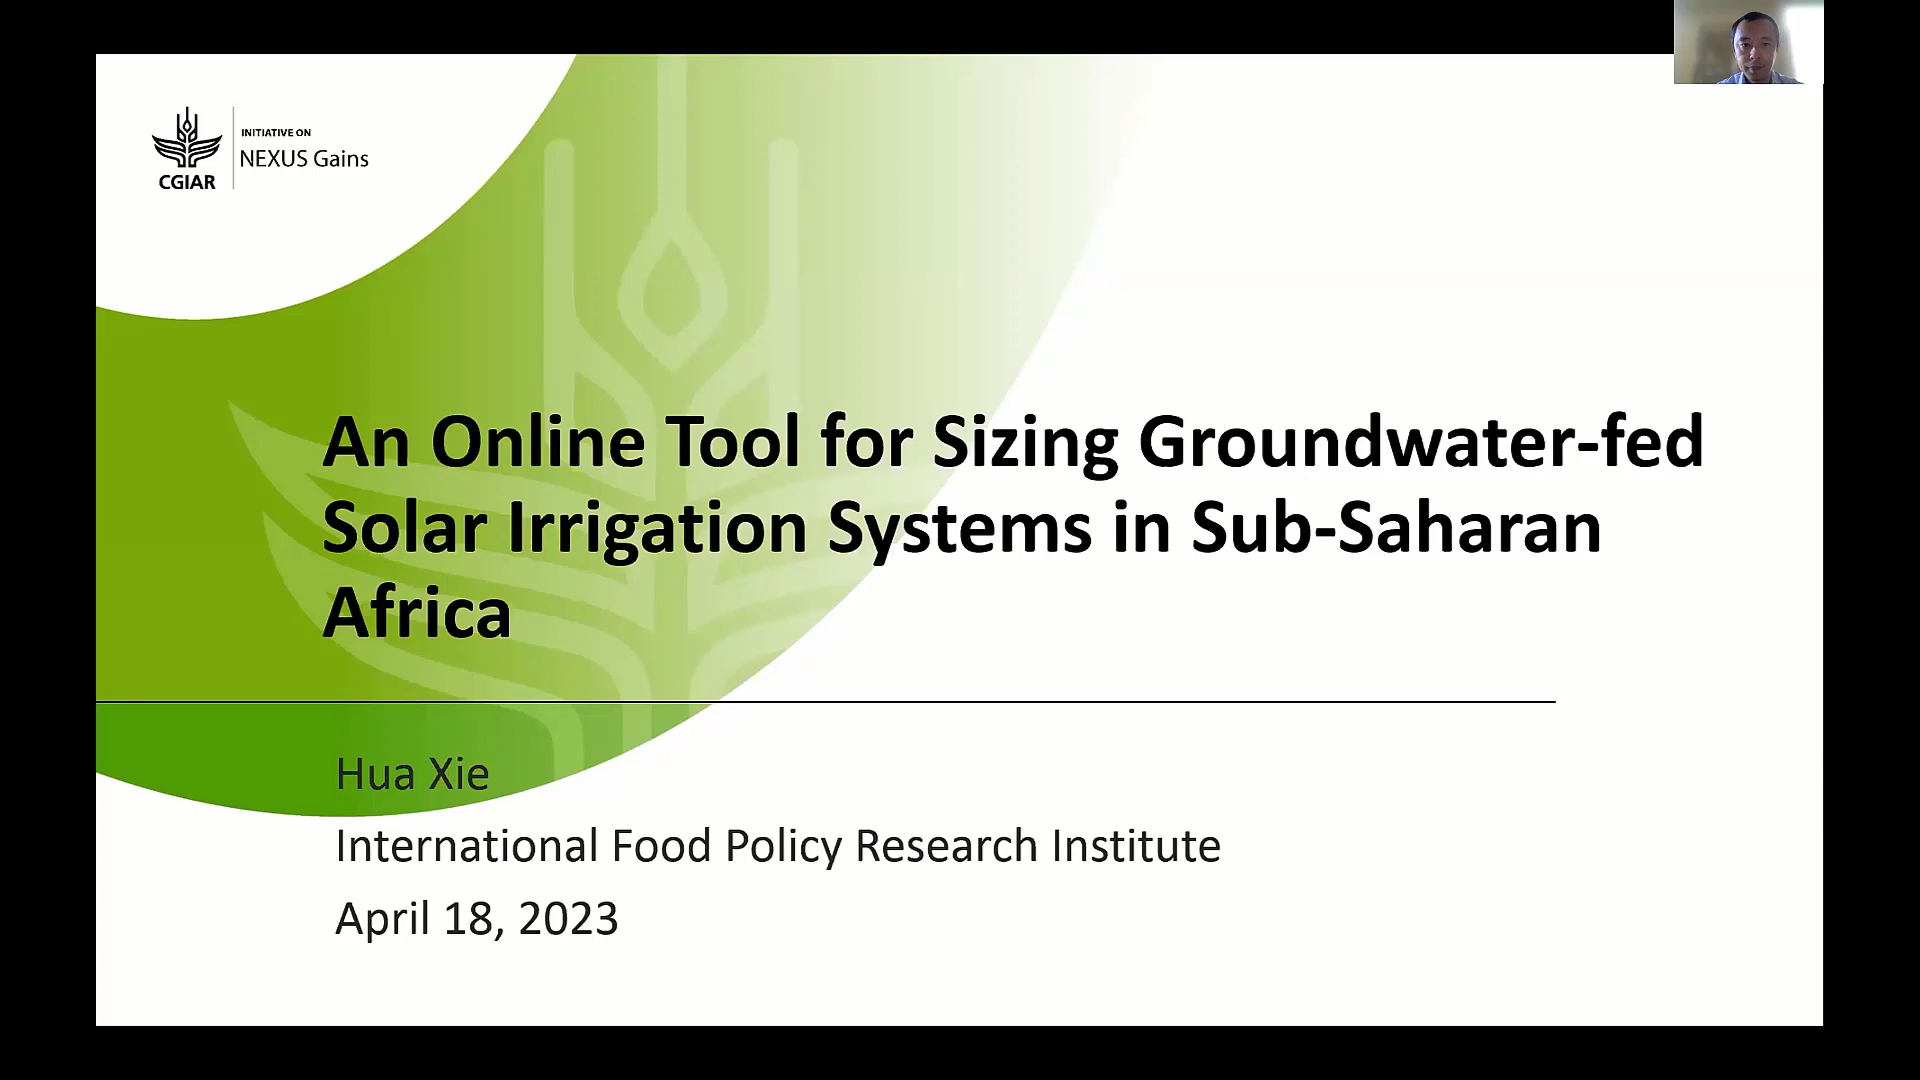 INITIATIVE ON
NEXUS Gains
CGIAR
An Online Tool for Sizing Groundwater-fed
Solar Irrigation Systems in Sub-Saharan
Africa
Hua Xie
International Food Policy Research Institute
April 18, 2023